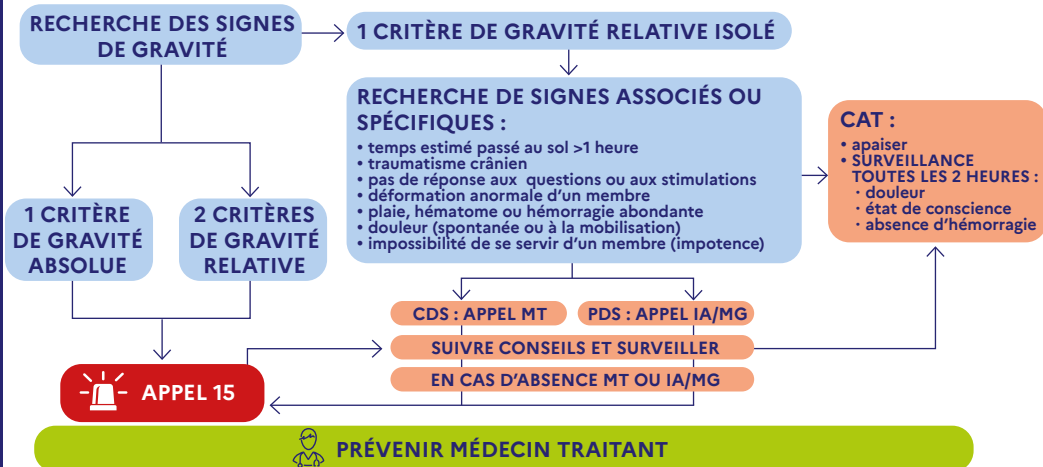 RECHERCHE DES SIGNES
DE GRAVITÉ
1 CRITÈRE DE GRAVITÉ RELATIVE ISOLÉ
RECHERCHE DE SIGNES ASSOCIÉS OU
SPÉCIFIQUES :
• temps estimé passé au sol >1 heure
• traumatisme crânien
• pas de réponse aux questions ou aux stimulations
• déformation anormale d'un membre
• plaie, hématome ou hémorragie abondante
• douleur (spontanée ou à la mobilisation)
• impossibilité de se servir d'un membre (impotence)
CAT :
• apaiser
• SURVEILLANCE
TOUTES LES 2 HEURES :
· douleur
· état de conscience
· absence d'hémorragie
1 CRITÈRE
DE GRAVITÉ
ABSOLUE
2 CRITÈRES
DE GRAVITÉ
RELATIVE
CDS : APPEL MT
PDS : APPEL IA/MG
SUIVRE CONSEILS ET SURVEILLER
EN CAS D'ABSENCE MT OU IA/MG
APPEL 15
PRÉVENIR MÉDECIN TRAITANT